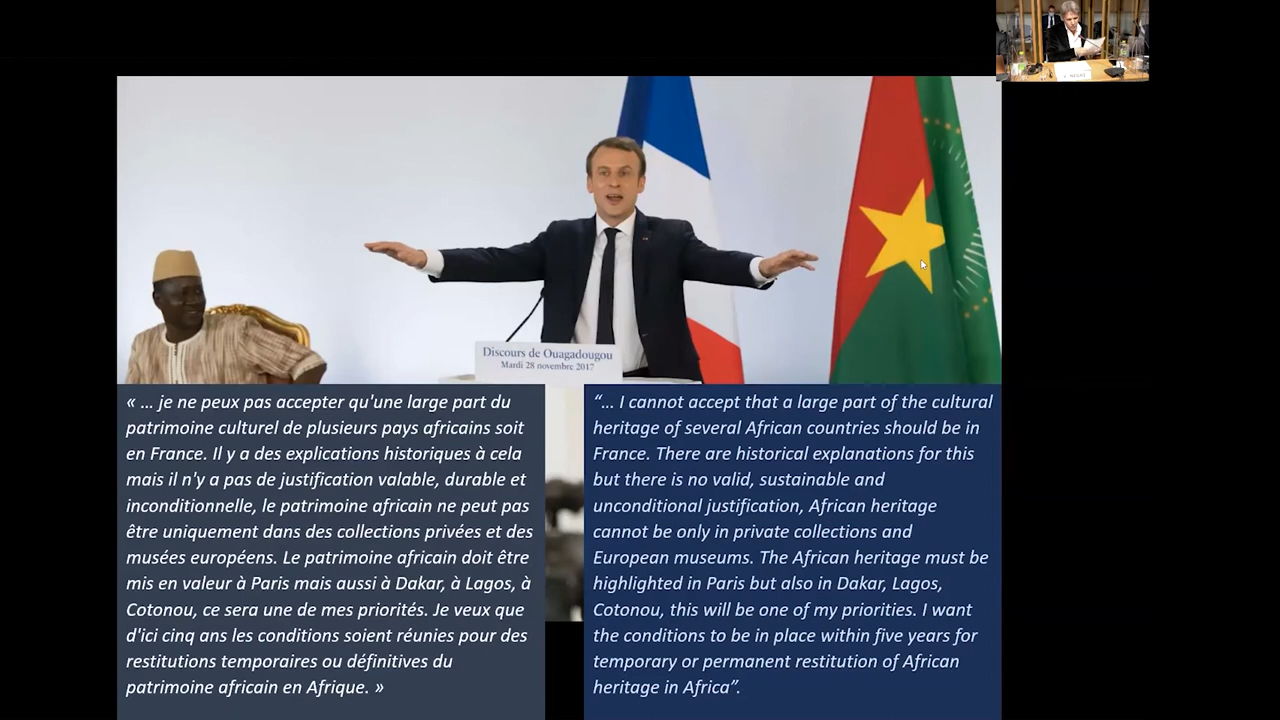 Discours de Ouagadougou
Mardi 28 novembre 2017
« ... je ne peux pas accepter qu'une large part du
patrimoine culturel de plusieurs pays africains soit
en France. Il y a des explications historiques à cela
mais il n'y a pas de justification valable, durable et
inconditionnelle, le patrimoine africain ne peut pas
être uniquement dans des collections privées et des
musées européens. Le patrimoine africain doit être
mis en valeur à Paris mais aussi à Dakar, à Lagos, à
Cotonou, ce sera une de mes priorités. Je veux que
d'ici cinq ans les conditions soient réunies pour des
restitutions temporaires ou définitives du
patrimoine africain en Afrique. »
“... I cannot accept that a large part of the cultural
heritage of several African countries should be in
France. There are historical explanations for this
but there is no valid, sustainable and
unconditional justification, African heritage
cannot be only in private collections and
European museums. The African heritage must be
highlighted in Paris but also in Dakar, Lagos,
Cotonou, this will be one of my priorities. I want
the conditions to be in place within five years for
temporary or permanent restitution of African
heritage in Africa”.